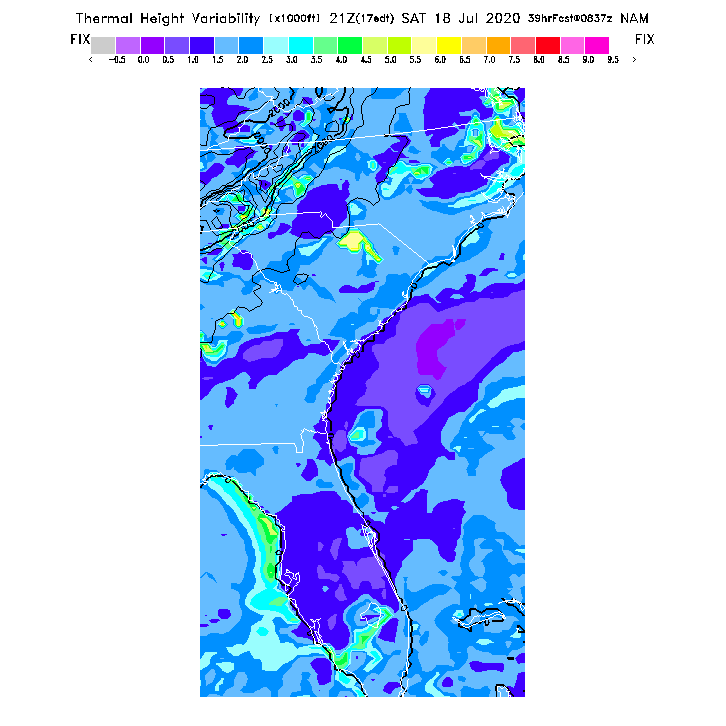 Thermal Height Variability [x1000ft] 21Z(17edt) SAT 18 Jul 2020 39hrFcst@0837z NAM
FIX FIX
< -0.5 0.0 0.5 1.0 1.5 2.0 2.5 3.0 3.5 4.0 4.5 5.0 5.5 6.0 6.5 7.0 7.5 8.0 8.5 9.0 9.5 >
2000